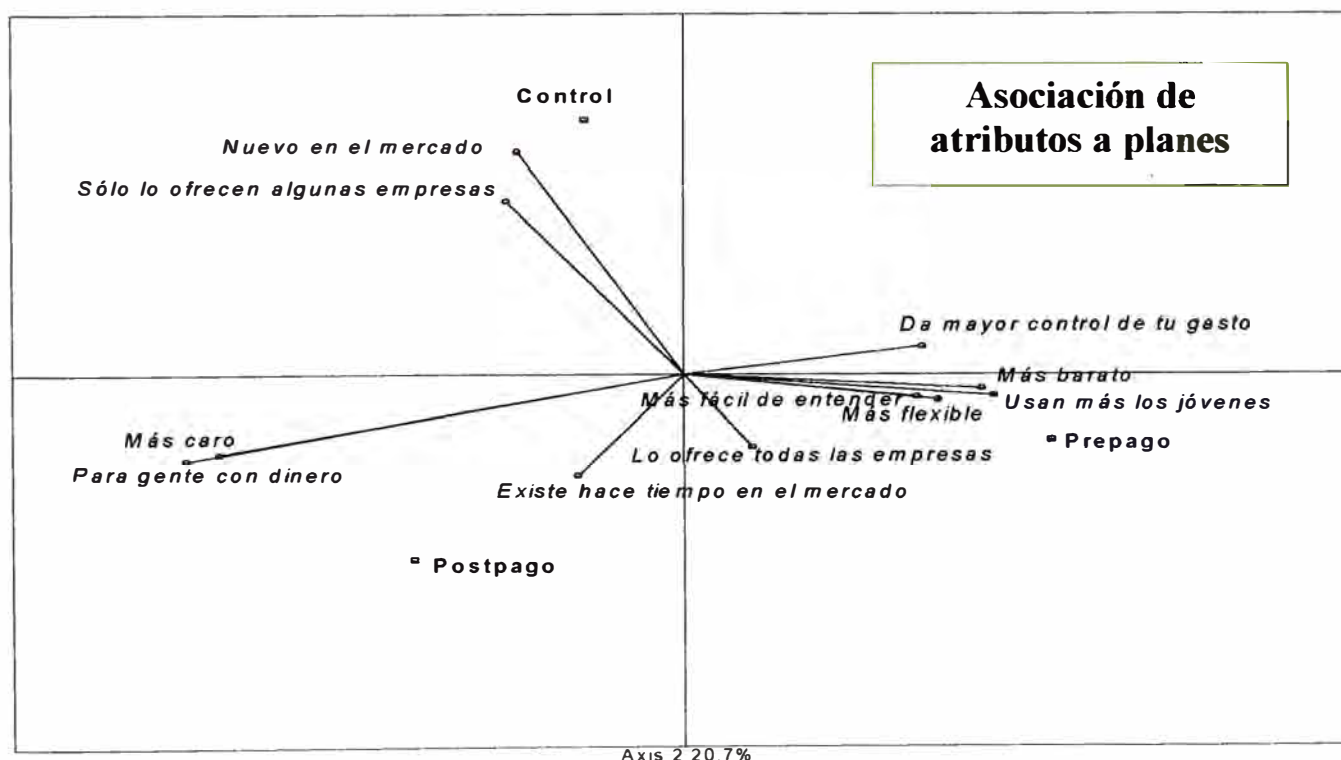 Asociación de
atributos a planes
Control
Nuevo en el mercado
Sólo lo ofrecen algunas empresas
Da mayor control de tu gasto
Más barato
Más fácil de entender
Usan más los jóvenes
Más flexible
Más caro
Prepago
Lo ofrece todas las empresas
Para gente con dinero
Existe hace tiempo en el mercado
Postpago
Axis 2 20.7%